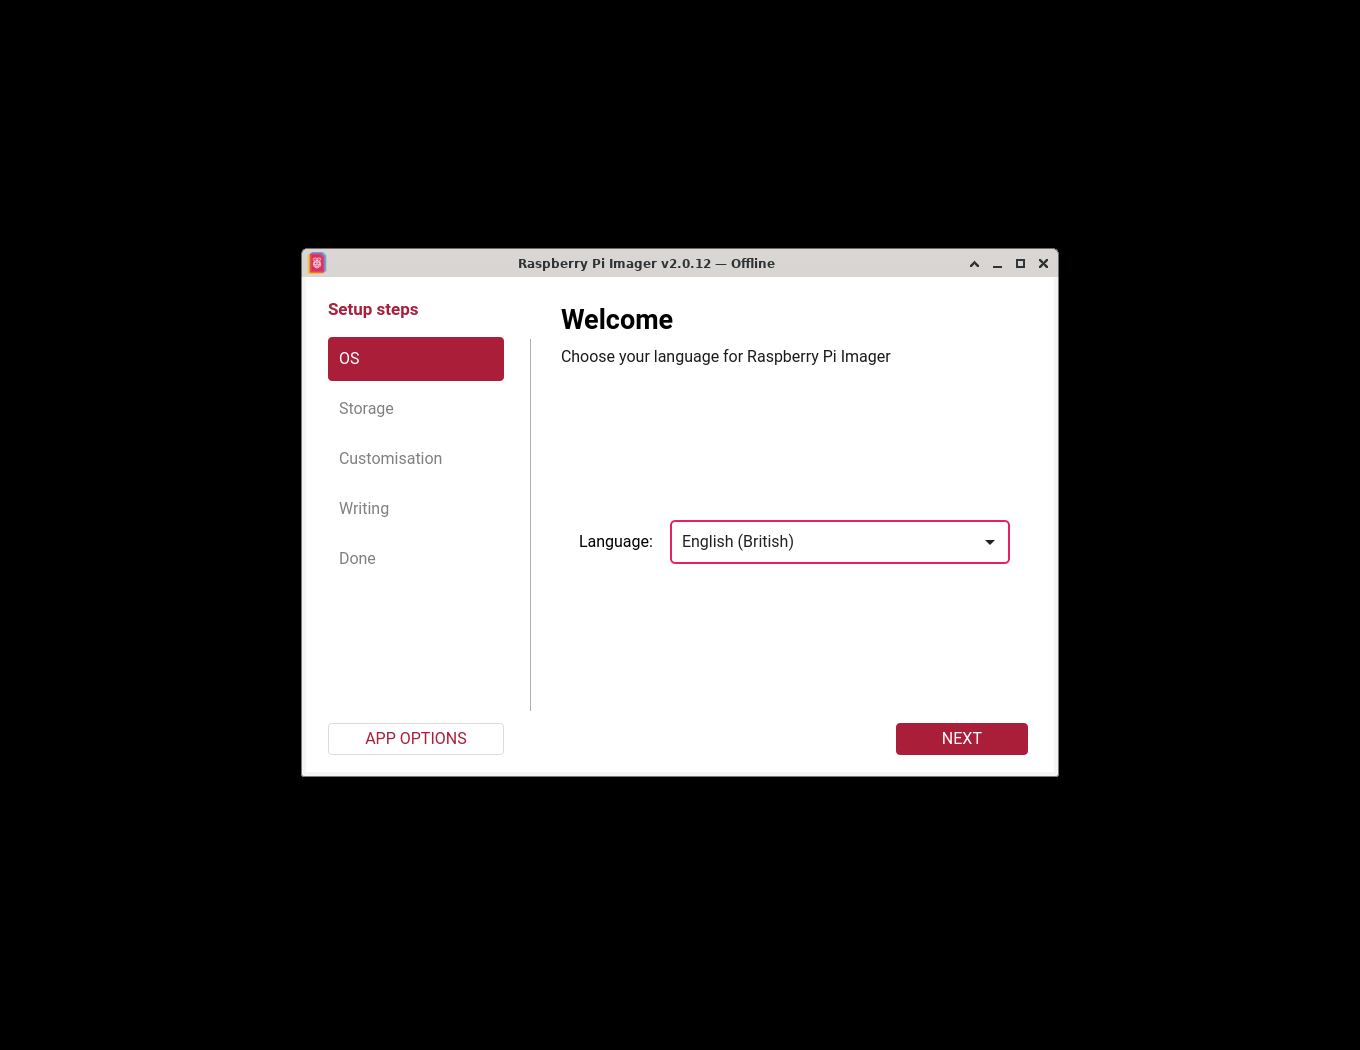 Raspberry Pi Imager v2.0.12 — Offline
Setup steps
OS
Storage
Customisation
Writing
Done
APP OPTIONS
Welcome
Choose your language for Raspberry Pi Imager
Language: English (British)
NEXT